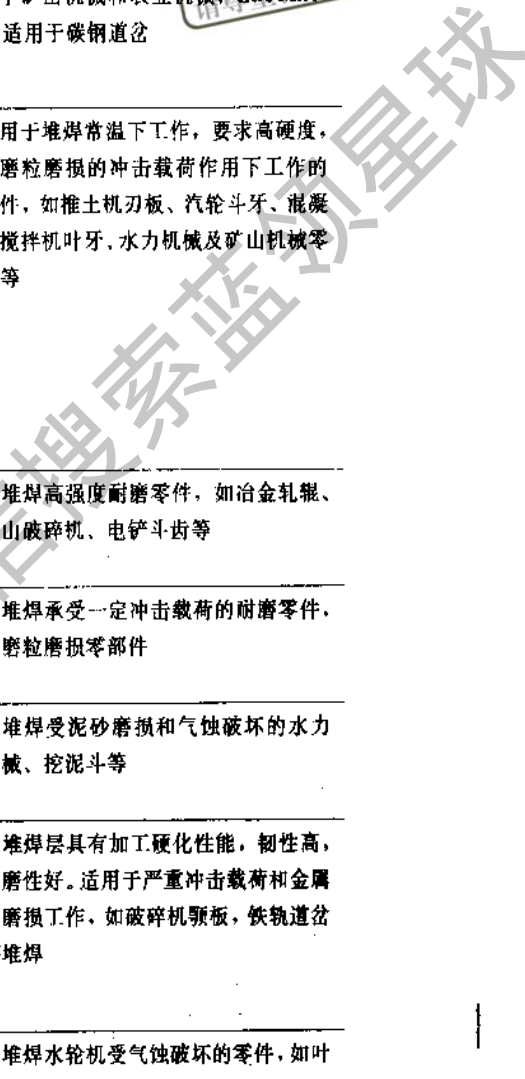 适用于碳钢道岔
用于堆焊常温下工作，要求高硬度，
磨粒磨损的冲击载荷作用下工作的
件，如推土机刃板、汽轮斗牙、混凝
搅拌机叶牙、水力机械及矿山机械零
等
堆焊高强度耐磨零件，如冶金轧辊、
山破碎机、电铲斗齿等
堆焊承受一定冲击载荷的耐磨零件、
磨粒磨损零部件
堆焊受泥砂磨损和气蚀破坏的水力
械、挖泥斗等
堆焊层具有加工硬化性能，韧性高，
磨性好。适用于严重冲击载荷和金属
磨损工作、如破碎机颚板，铁轨道岔
堆焊
堆焊水轮机受气蚀破坏的零件，如叶
搜索蓝领星球